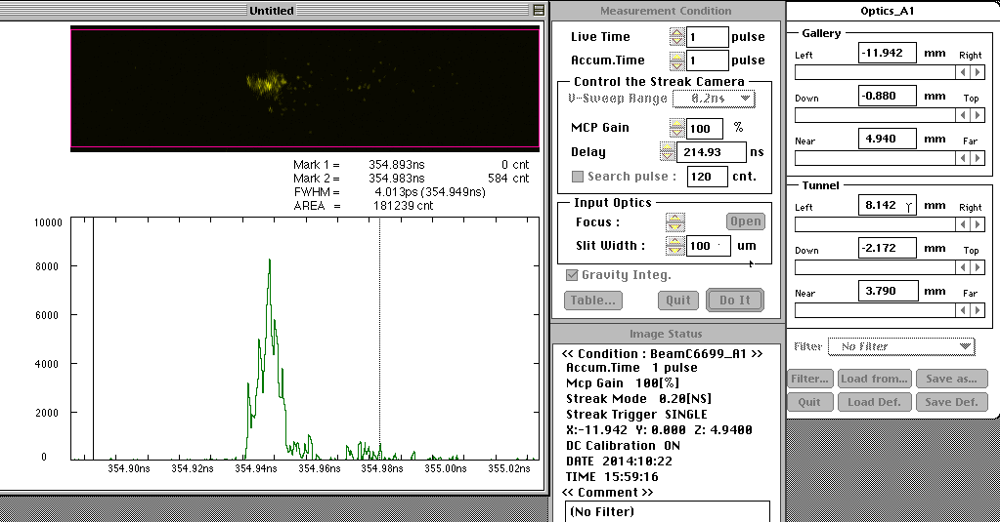 Untitled
Mark 1 = 354.893ns 0 cnt
Mark 2 = 354.983ns 584 cnt
FWHM = 4.013ps (354.949ns)
AREA = 181239 cnt
10000
8000
6000
4000
2000
0
354.90ns 354.92ns 354.94ns 354.96ns 354.98ns 355.00ns 355.02ns
Measurement Condition
Live Time 1 pulse
Accum.Time 1 pulse
Control the Streak Camera
V-Sweep Range 0.2ns
MCP Gain 100 %
Delay 214.93 ns
Search pulse : 120 cnt.
Input Optics
Focus : Open
Slit Width : 100 um
Gravity Integ.
Table... Quit Do It
Image Status
<< Condition : BeamC6699_A1 >>
Accum.Time 1 pulse
Mcp Gain 100[%]
Streak Mode 0.20[NS]
Streak Trigger SINGLE
X:-11.942 Y: 0.000 Z: 4.9400
DC Calibration ON
DATE 2014:10:22
TIME 15:59:16
<< Comment >>
(No Filter)
Optics_A1
Gallery
Left -11.942 mm Right
Down -0.880 mm Top
Near 4.940 mm Far
Tunnel
Left 8.142 mm Right
Down -2.172 mm Top
Near 3.790 mm Far
Filter No Filter
Filter... Load from... Save as...
Quit Load Def. Save Def.